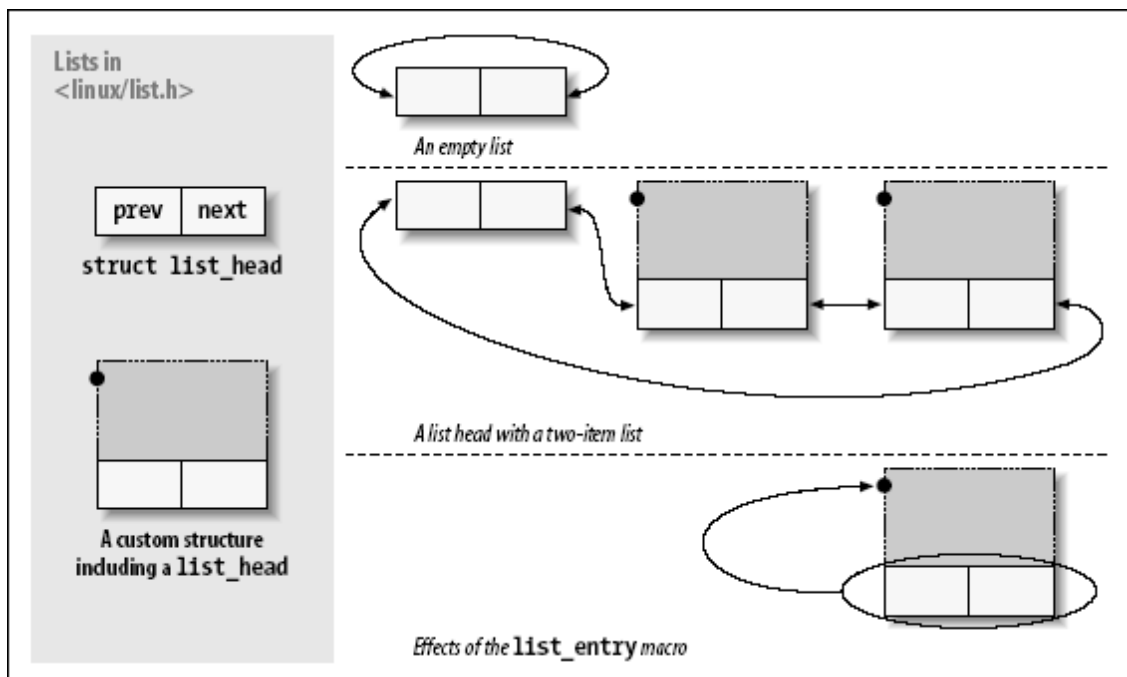 Lists in
<linux/list.h>
prev next
struct list_head
A custom structure
including a list_head
An empty list
A list head with a two-item list
Effects of the list_entry macro